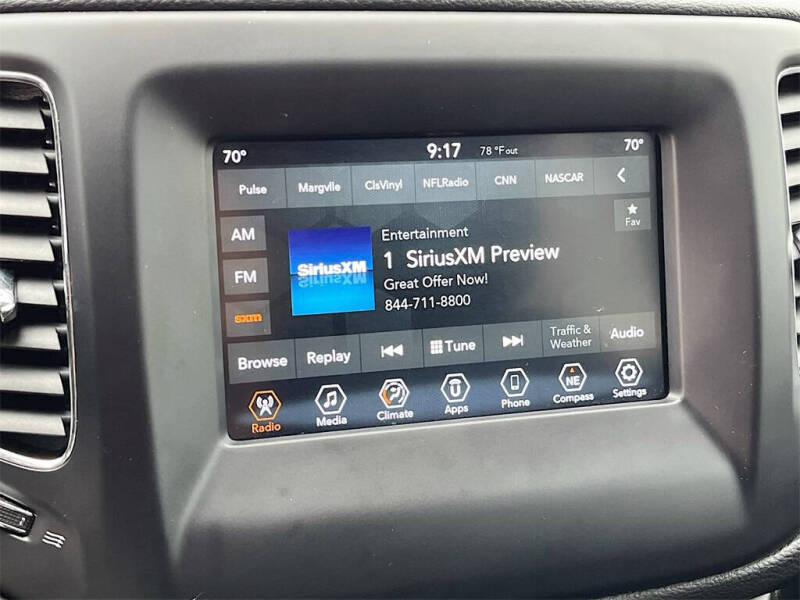 70° 9:17 78 °F out 70°
Pulse Margvlle ClsVinyl NFLRadio CNN NASCAR
Fav
AM
FM
sxm
SiriusXM
Entertainment
1 SiriusXM Preview
Great Offer Now!
844-711-8800
Browse Replay Tune Traffic & Weather Audio
NE
Radio Media Climate Apps Phone Compass Settings